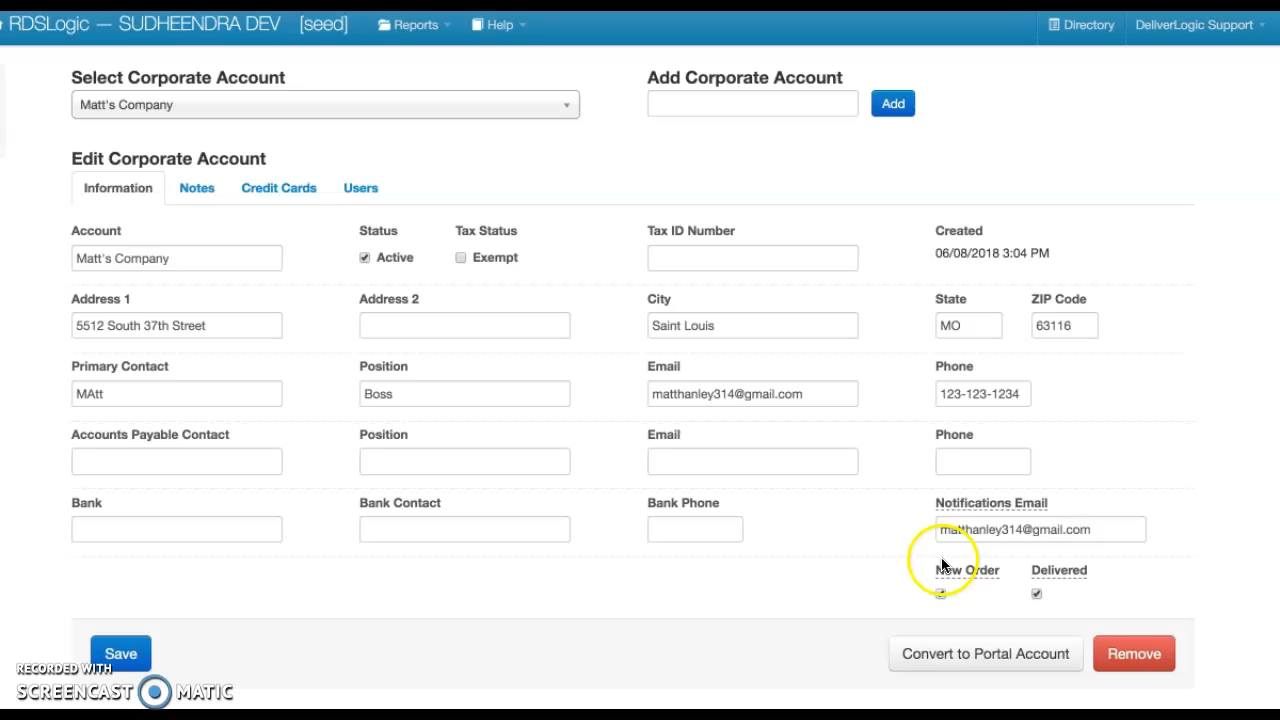 RDSLogic — SUDHEENDRA DEV [seed] Reports Help Directory DeliverLogic Support
Select Corporate Account Add Corporate Account
Matt's Company Add
Edit Corporate Account
Information Notes Credit Cards Users
Account Status Tax Status Tax ID Number Created
Matt's Company Active Exempt 06/08/2018 3:04 PM
Address 1 Address 2 City State ZIP Code
5512 South 37th Street Saint Louis MO 63116
Primary Contact Position Email Phone
MAtt Boss matthanley314@gmail.com 123-123-1234
Accounts Payable Contact Position Email Phone
Bank Bank Contact Bank Phone Notifications Email
matthanley314@gmail.com
New Order Delivered
Save Convert to Portal Account Remove
RECORDED WITH
SCREENCAST MATIC